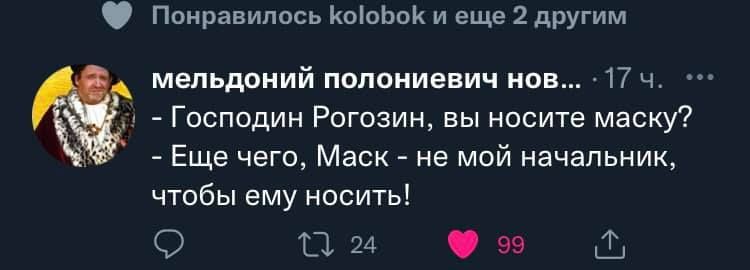 Понравилось kolobok и еще 2 другим
мельдоний полониевич нов... · 17 ч.
- Господин Рогозин, вы носите маску?
- Еще чего, Маск - не мой начальник,
чтобы ему носить!
24 99